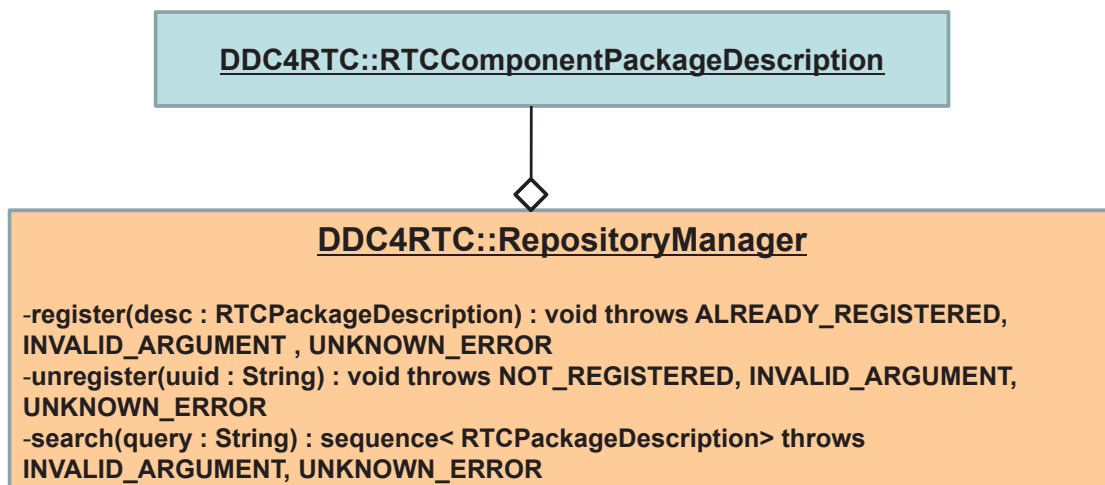 DDC4RTC::RTCComponentPackageDescription
DDC4RTC::RepositoryManager
-register(desc : RTCPackageDescription) : void throws ALREADY_REGISTERED,
INVALID_ARGUMENT , UNKNOWN_ERROR
-unregister(uuid : String) : void throws NOT_REGISTERED, INVALID_ARGUMENT,
UNKNOWN_ERROR
-search(query : String) : sequence< RTCPackageDescription> throws
INVALID_ARGUMENT, UNKNOWN_ERROR